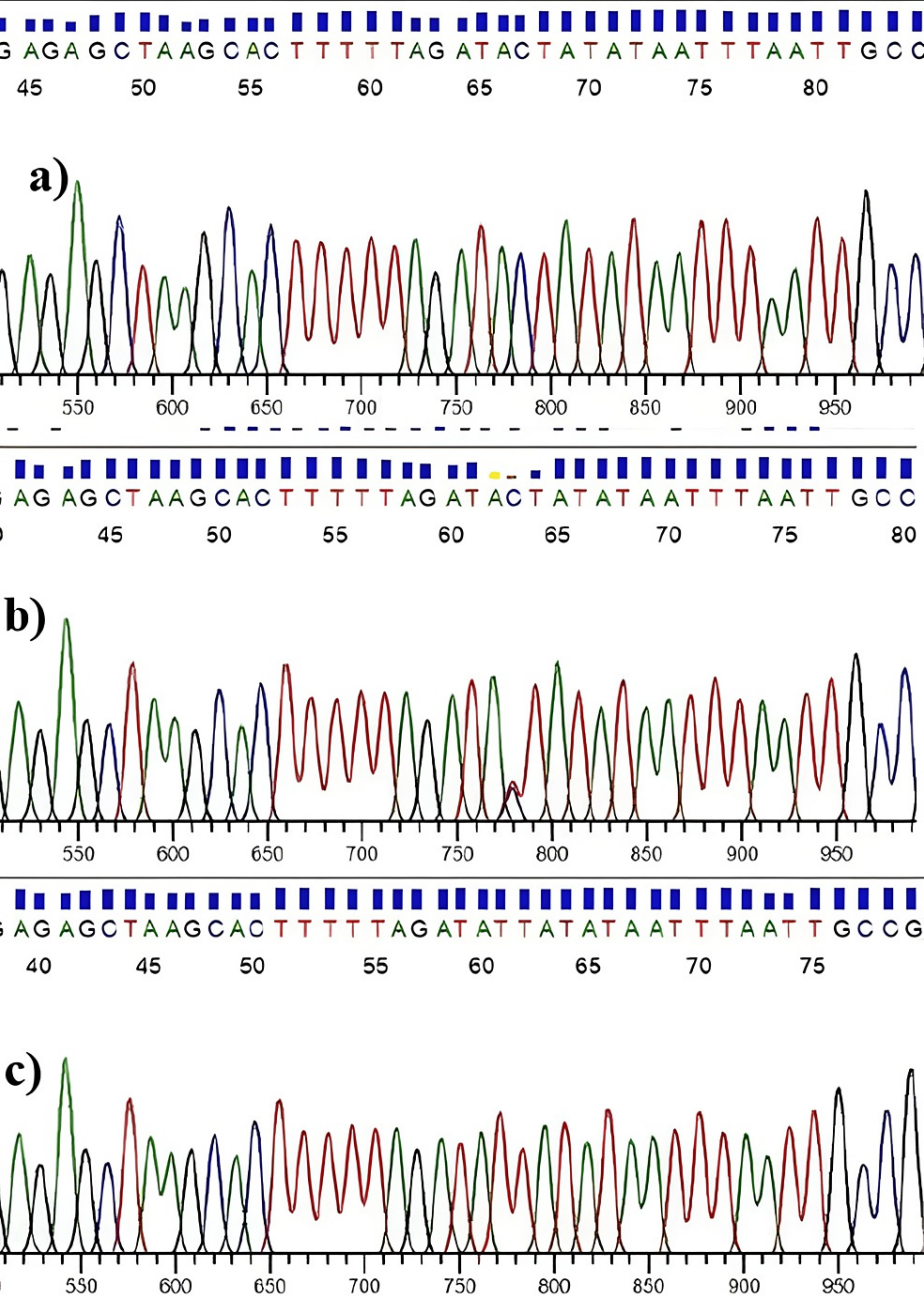 G A G A G C T A A G C A C T T T T T A G A T A C T A T A T A A T T T A A T T G C C
45 50 55 60 65 70 75 80
a)
550 600 650 700 750 800 850 900 950
A G A G C T A A G C A C T T T T T A G A T A C T A T A T A A T T T A A T T G C C
45 50 55 60 65 70 75 80
b)
550 600 650 700 750 800 850 900 950
A G A G C T A A G C A C T T T T T A G A T A T T A T A T A A T T T A A T T G C C G
40 45 50 55 60 65 70 75
c)
550 600 650 700 750 800 850 900 950